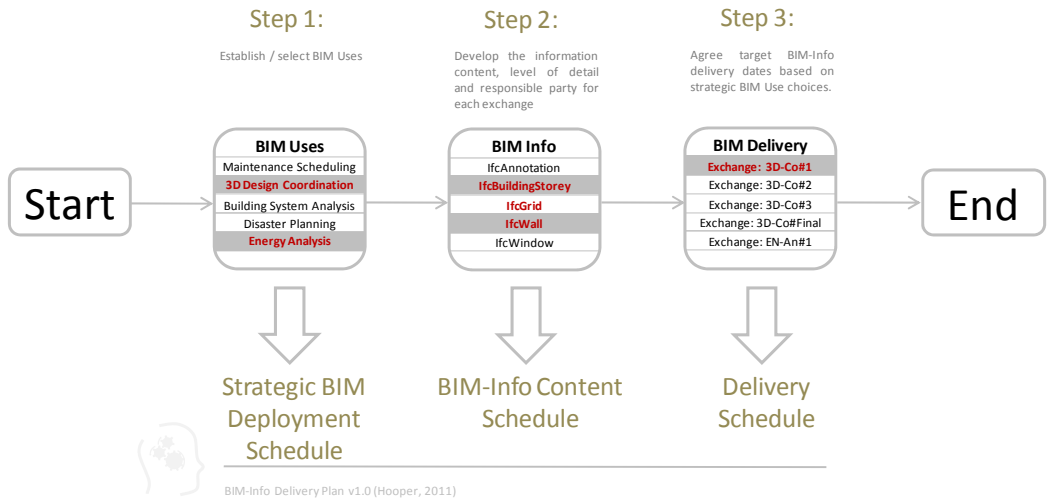 Step 1:
Step 2:
Step 3:
Establish / select BIM Uses
Develop the information
content, level of detail
and responsible party for
each exchange
Agree target BIM-Info
delivery dates based on
strategic BIM Use choices.
Start
BIM Uses
Maintenance Scheduling
3D Design Coordination
Building System Analysis
Disaster Planning
Energy Analysis
BIM Info
IfcAnnotation
IfcBuildingStorey
IfcGrid
IfcWall
IfcWindow
BIM Delivery
Exchange: 3D-Co#1
Exchange: 3D-Co#2
Exchange: 3D-Co#3
Exchange: 3D-Co#Final
Exchange: EN-An#1
End
Strategic BIM
Deployment
Schedule
BIM-Info Content
Schedule
Delivery
Schedule
BIM-Info Delivery Plan v1.0 (Hooper, 2011)